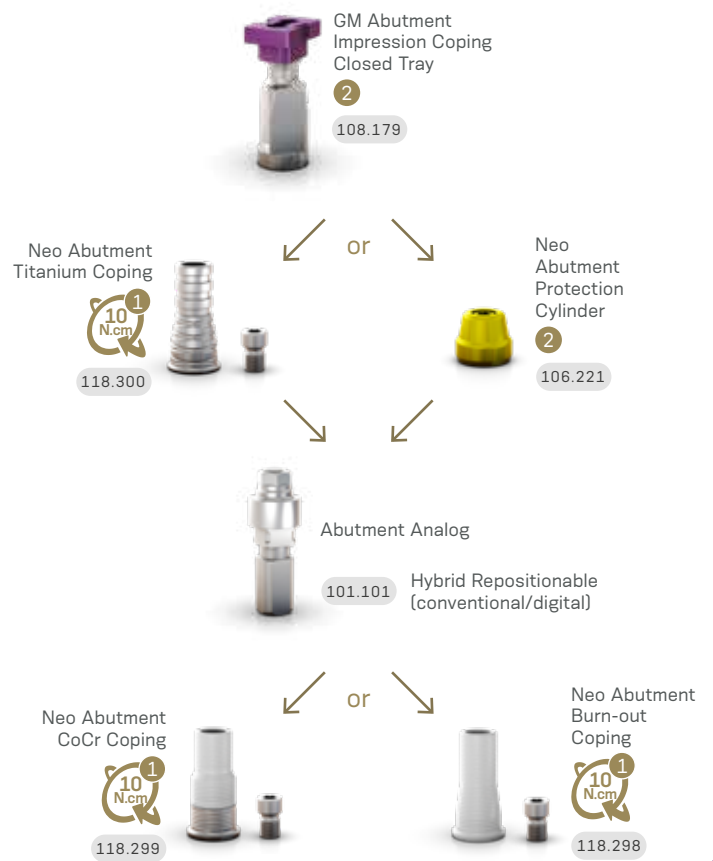 GM Abutment
Impression Coping
Closed Tray
2
108.179
or
Neo Abutment
Titanium Coping
1
10
N.cm
118.300
Neo
Abutment
Protection
Cylinder
2
106.221
Abutment Analog
101.101
Hybrid Repositionable
(conventional/digital)
or
Neo Abutment
CoCr Coping
1
10
N.cm
118.299
Neo Abutment
Burn-out
Coping
1
10
N.cm
118.298